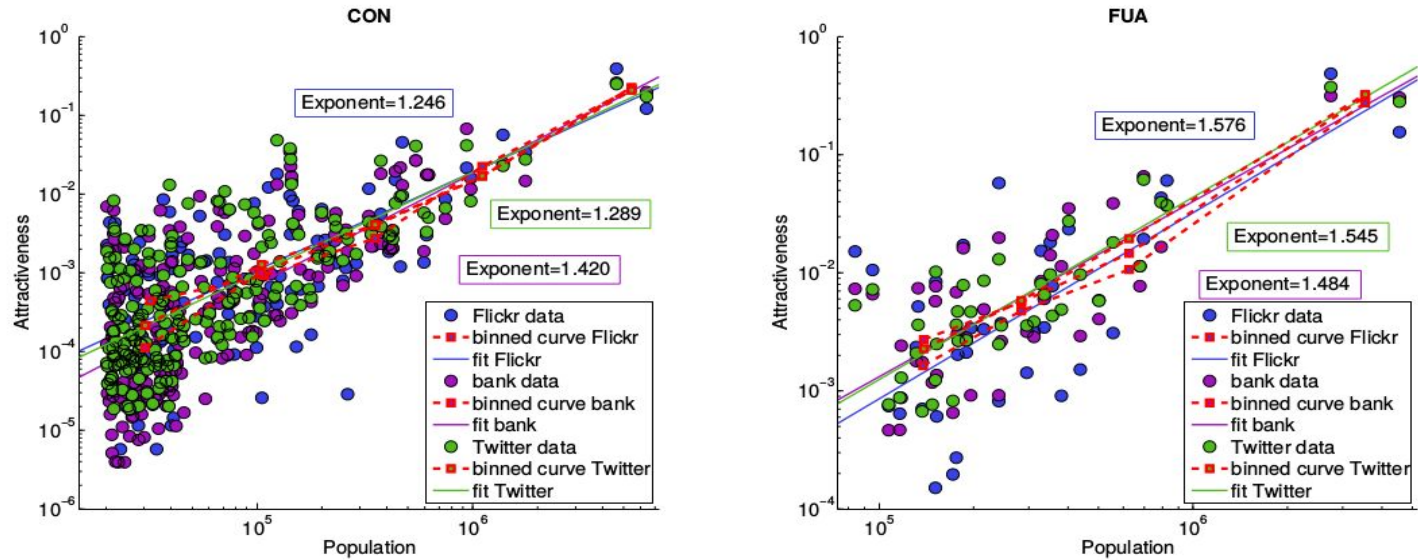 CON
Attractiveness
10^0
10^-1
10^-2
10^-3
10^-4
10^-5
10^-6
Exponent=1.246
Exponent=1.289
Exponent=1.420
Flickr data
binned curve Flickr
fit Flickr
bank data
binned curve bank
fit bank
Twitter data
binned curve Twitter
fit Twitter
10^5
10^6
Population
FUA
Attractiveness
10^0
10^-1
10^-2
10^-3
10^-4
Exponent=1.576
Exponent=1.545
Exponent=1.484
Flickr data
binned curve Flickr
fit Flickr
bank data
binned curve bank
fit bank
Twitter data
binned curve Twitter
fit Twitter
10^5
10^6
Population